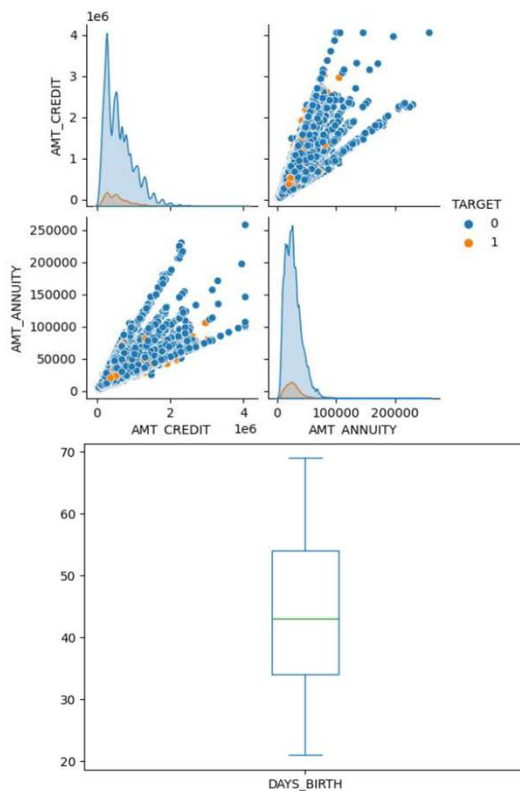 1e6
4
3
2
1
0
AMT_CREDIT
TARGET
0
1
250000
200000
150000
100000
50000
0
AMT_ANNUITY
0 2 4
1e6
AMT_CREDIT
0 100000 200000
AMT_ANNUITY
70
60
50
40
30
20
DAYS_BIRTH